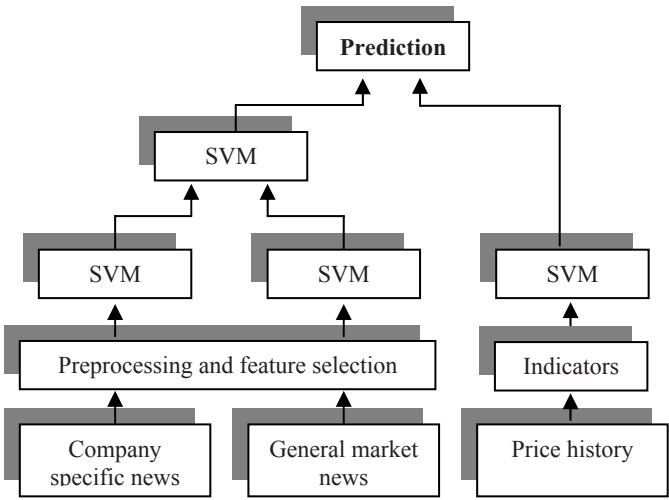 Prediction
SVM
SVM
SVM
SVM
Preprocessing and feature selection
Indicators
Company
specific news
General market
news
Price history